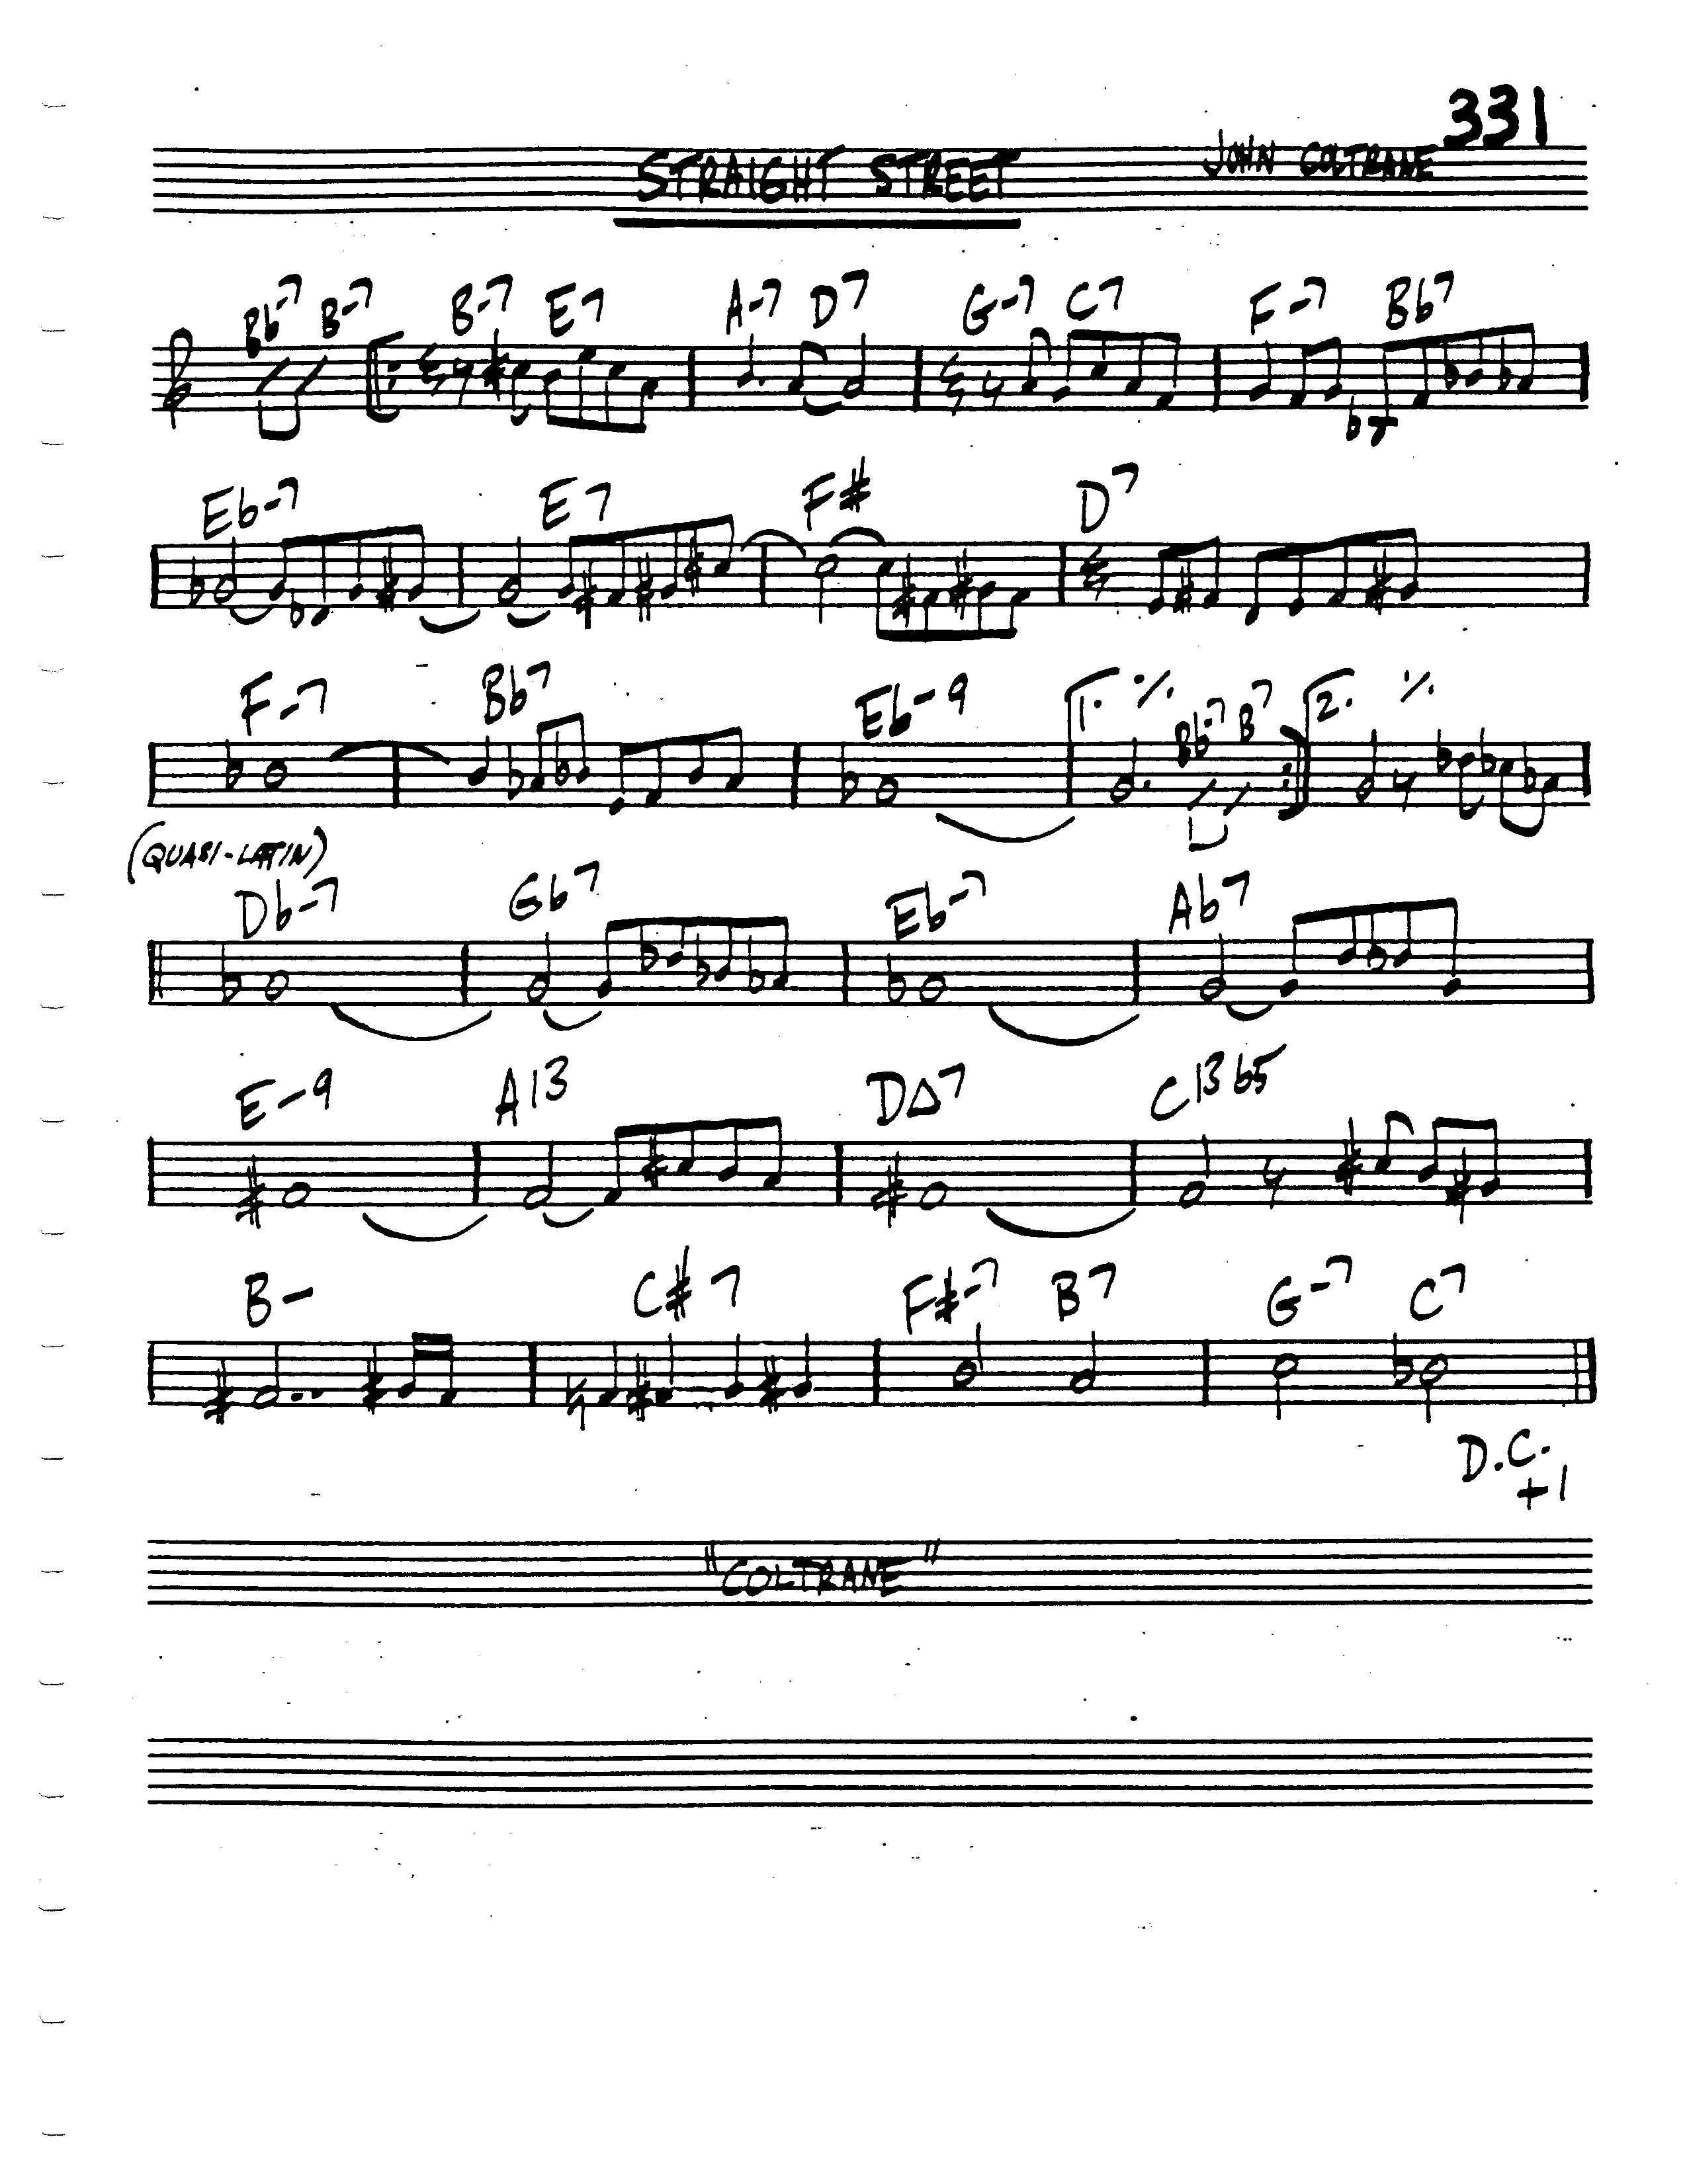 331
STRAIGHT STREET JOHN COLTRANE
Bb-7 B-7 B-7 E7 A-7 D7 G-7 C7 F-7 Bb7
Eb-7 E7 F# D7
F-7 Bb7 Eb-9 1. ٪ Bb-7 B7 2. ٪
(QUASI-LATIN)
Db-7 Gb7 Eb-7 Ab7
E-9 A13 D△7 C13b5
B- C#7 F#-7 B7 G-7 C7
D.C.
+1
"COLTRANE"